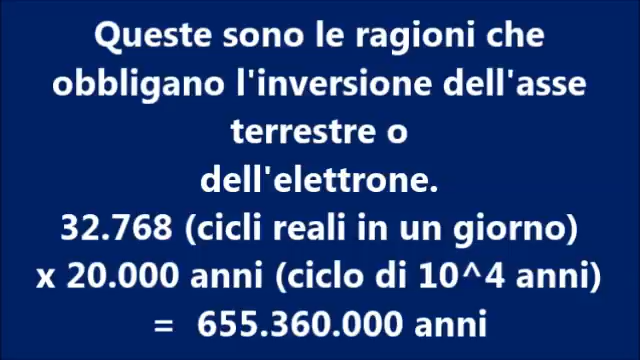 Queste sono le ragioni che
obbligano l'inversione dell'asse
terrestre o
dell'elettrone.
32.768 (cicli reali in un giorno)
x 20.000 anni (ciclo di 10^4 anni)
= 655.360.000 anni